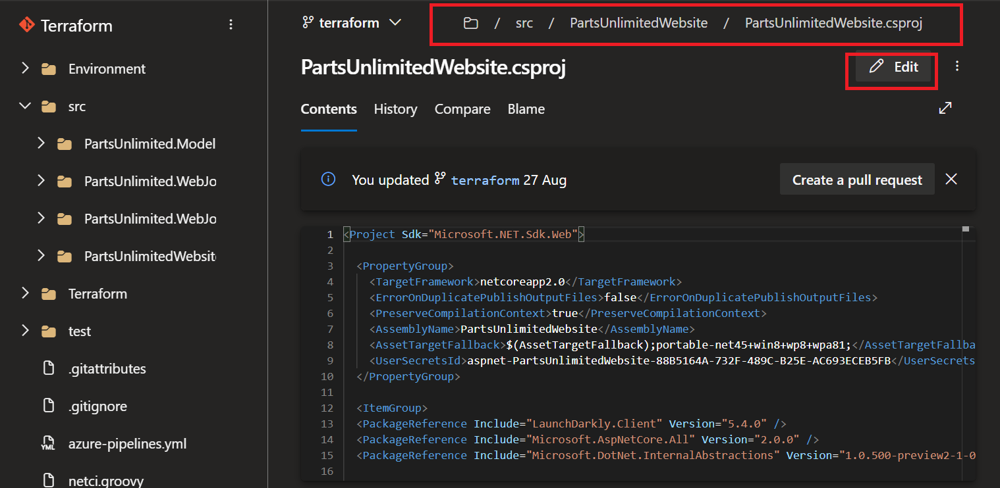 Terraform
Environment
src
PartsUnlimited.Model
PartsUnlimited.WebJo
PartsUnlimited.WebJo
PartsUnlimitedWebsit
Terraform
test
.gitattributes
.gitignore
YML azure-pipelines.yml
netci.groovy
terraform / src / PartsUnlimitedWebsite / PartsUnlimitedWebsite.csproj
PartsUnlimitedWebsite.csproj
Edit
Contents History Compare Blame
You updated terraform 27 Aug
Create a pull request
1 <Project Sdk="Microsoft.NET.Sdk.Web">
2
3 <PropertyGroup>
4 <TargetFramework>netcoreapp2.0</TargetFramework>
5 <ErrorOnDuplicatePublishOutputFiles>false</ErrorOnDuplicatePublishOutputFiles>
6 <PreserveCompilationContext>true</PreserveCompilationContext>
7 <AssemblyName>PartsUnlimitedWebsite</AssemblyName>
8 <AssetTargetFallback>$(AssetTargetFallback);portable-net45+win8+wp8+wpa81;</AssetTargetFallba
9 <UserSecretsId>aspnet-PartsUnlimitedWebsite-88B5164A-732F-489C-B25E-AC693ECEB5FB</UserSecrets
10 </PropertyGroup>
11
12 <ItemGroup>
13 <PackageReference Include="LaunchDarkly.Client" Version="5.4.0" />
14 <PackageReference Include="Microsoft.AspNetCore.All" Version="2.0.0" />
15 <PackageReference Include="Microsoft.DotNet.InternalAbstractions" Version="1.0.500-preview2-1-0
16